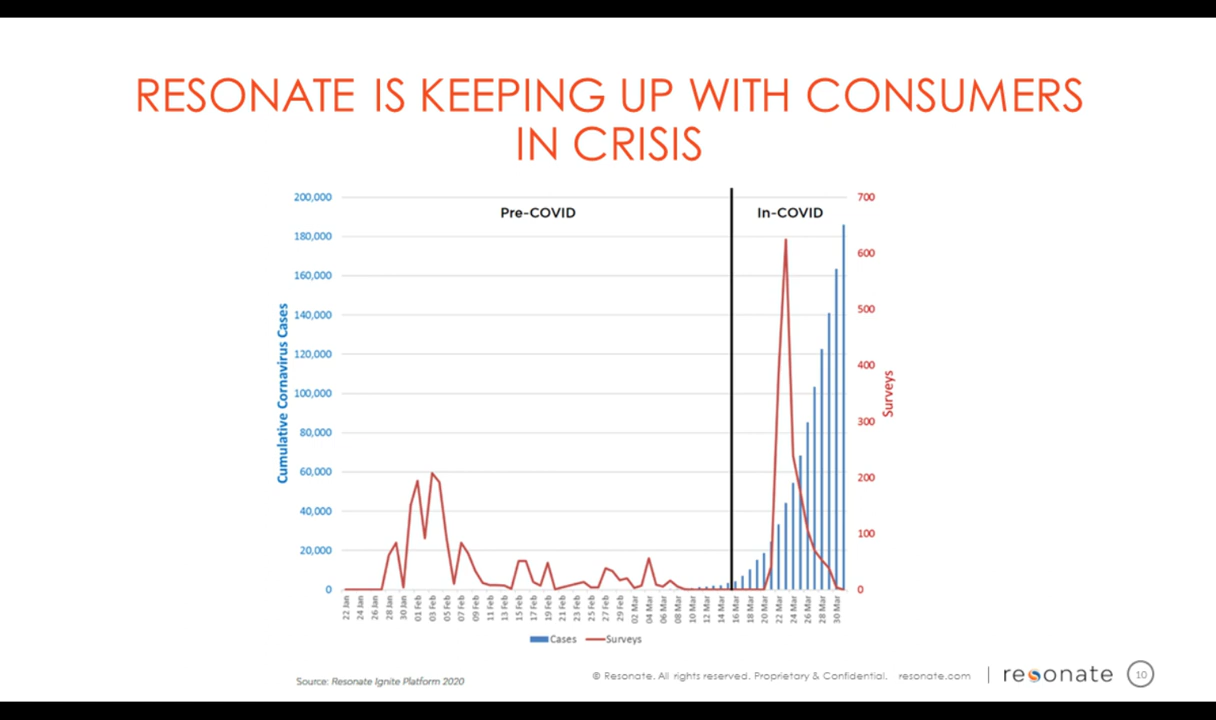 RESONATE IS KEEPING UP WITH CONSUMERS
IN CRISIS
Pre-COVID
In-COVID
Cumulative Cornavirus Cases
200,000
180,000
160,000
140,000
120,000
100,000
80,000
60,000
40,000
20,000
0
700
600
500
400
300
200
100
0
Surveys
22 Jan
24 Jan
26 Jan
28 Jan
30 Jan
01 Feb
03 Feb
05 Feb
07 Feb
09 Feb
11 Feb
13 Feb
15 Feb
17 Feb
19 Feb
21 Feb
23 Feb
25 Feb
27 Feb
29 Feb
02 Mar
04 Mar
06 Mar
08 Mar
10 Mar
12 Mar
14 Mar
16 Mar
18 Mar
20 Mar
22 Mar
24 Mar
26 Mar
28 Mar
30 Mar
Cases Surveys
Source: Resonate Ignite Platform 2020
© Resonate. All rights reserved. Proprietary & Confidential. resonate.com | resonate 10